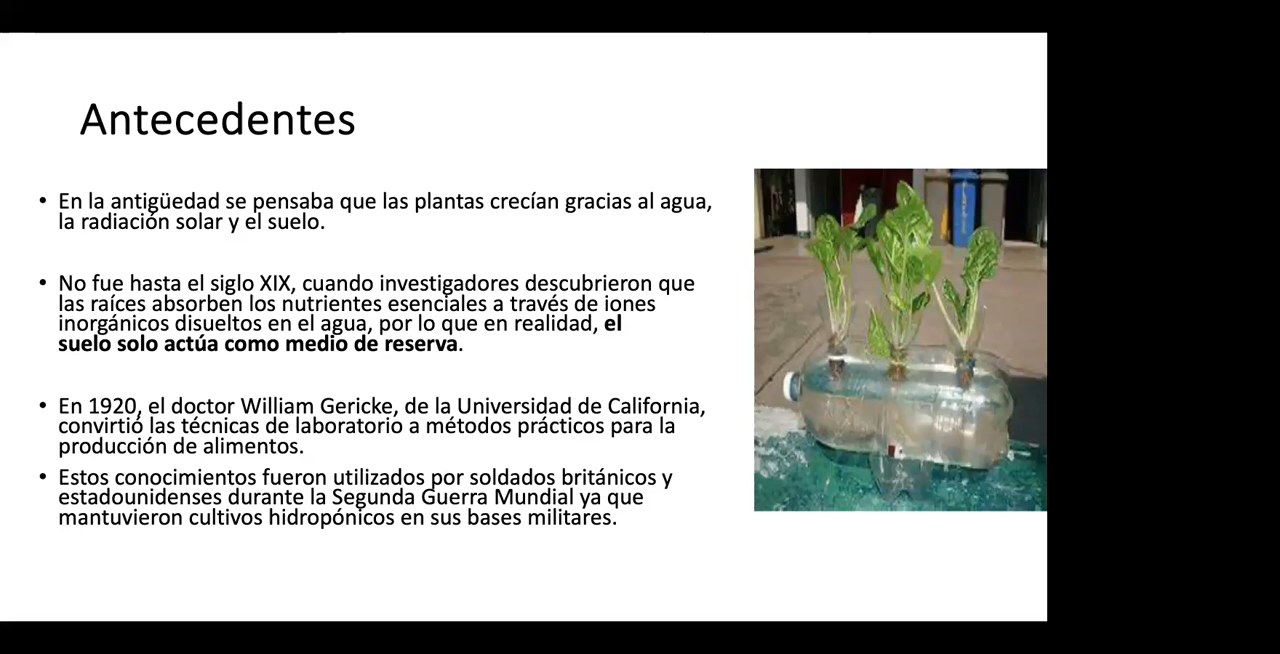 Antecedentes
• En la antigüedad se pensaba que las plantas crecían gracias al agua,
la radiación solar y el suelo.
• No fue hasta el siglo XIX, cuando investigadores descubrieron que
las raíces absorben los nutrientes esenciales a través de iones
inorgánicos disueltos en el agua, por lo que en realidad, el
suelo solo actúa como medio de reserva.
• En 1920, el doctor William Gericke, de la Universidad de California,
convirtió las técnicas de laboratorio a métodos prácticos para la
producción de alimentos.
• Estos conocimientos fueron utilizados por soldados británicos y
estadounidenses durante la Segunda Guerra Mundial ya que
mantuvieron cultivos hidropónicos en sus bases militares.